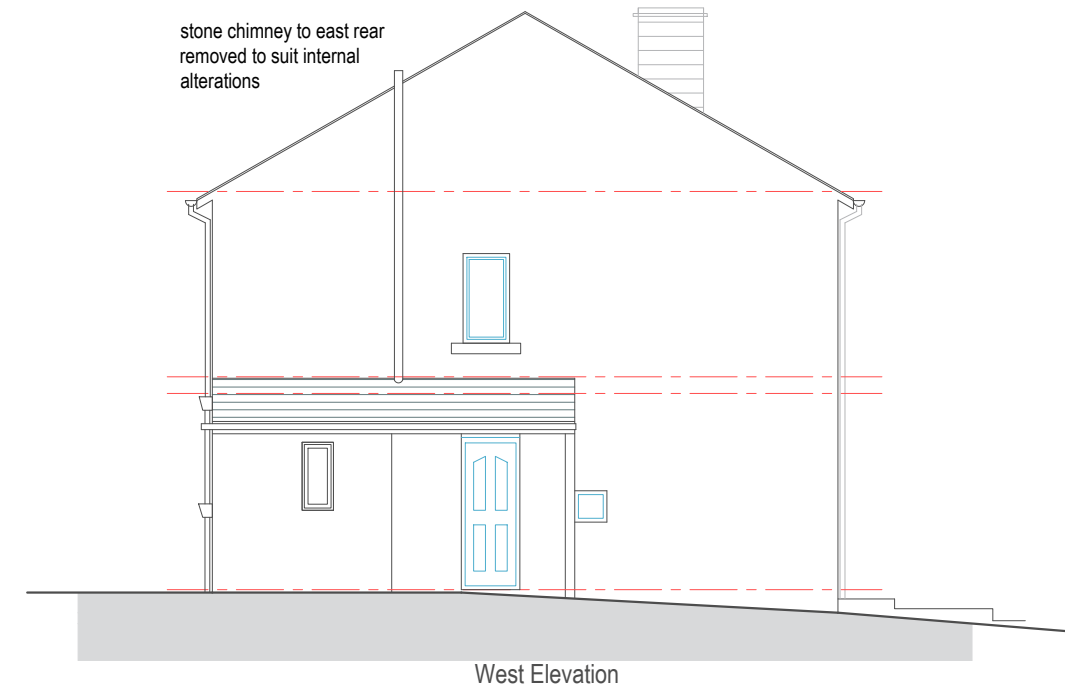 stone chimney to east rear
removed to suit internal
alterations
West Elevation